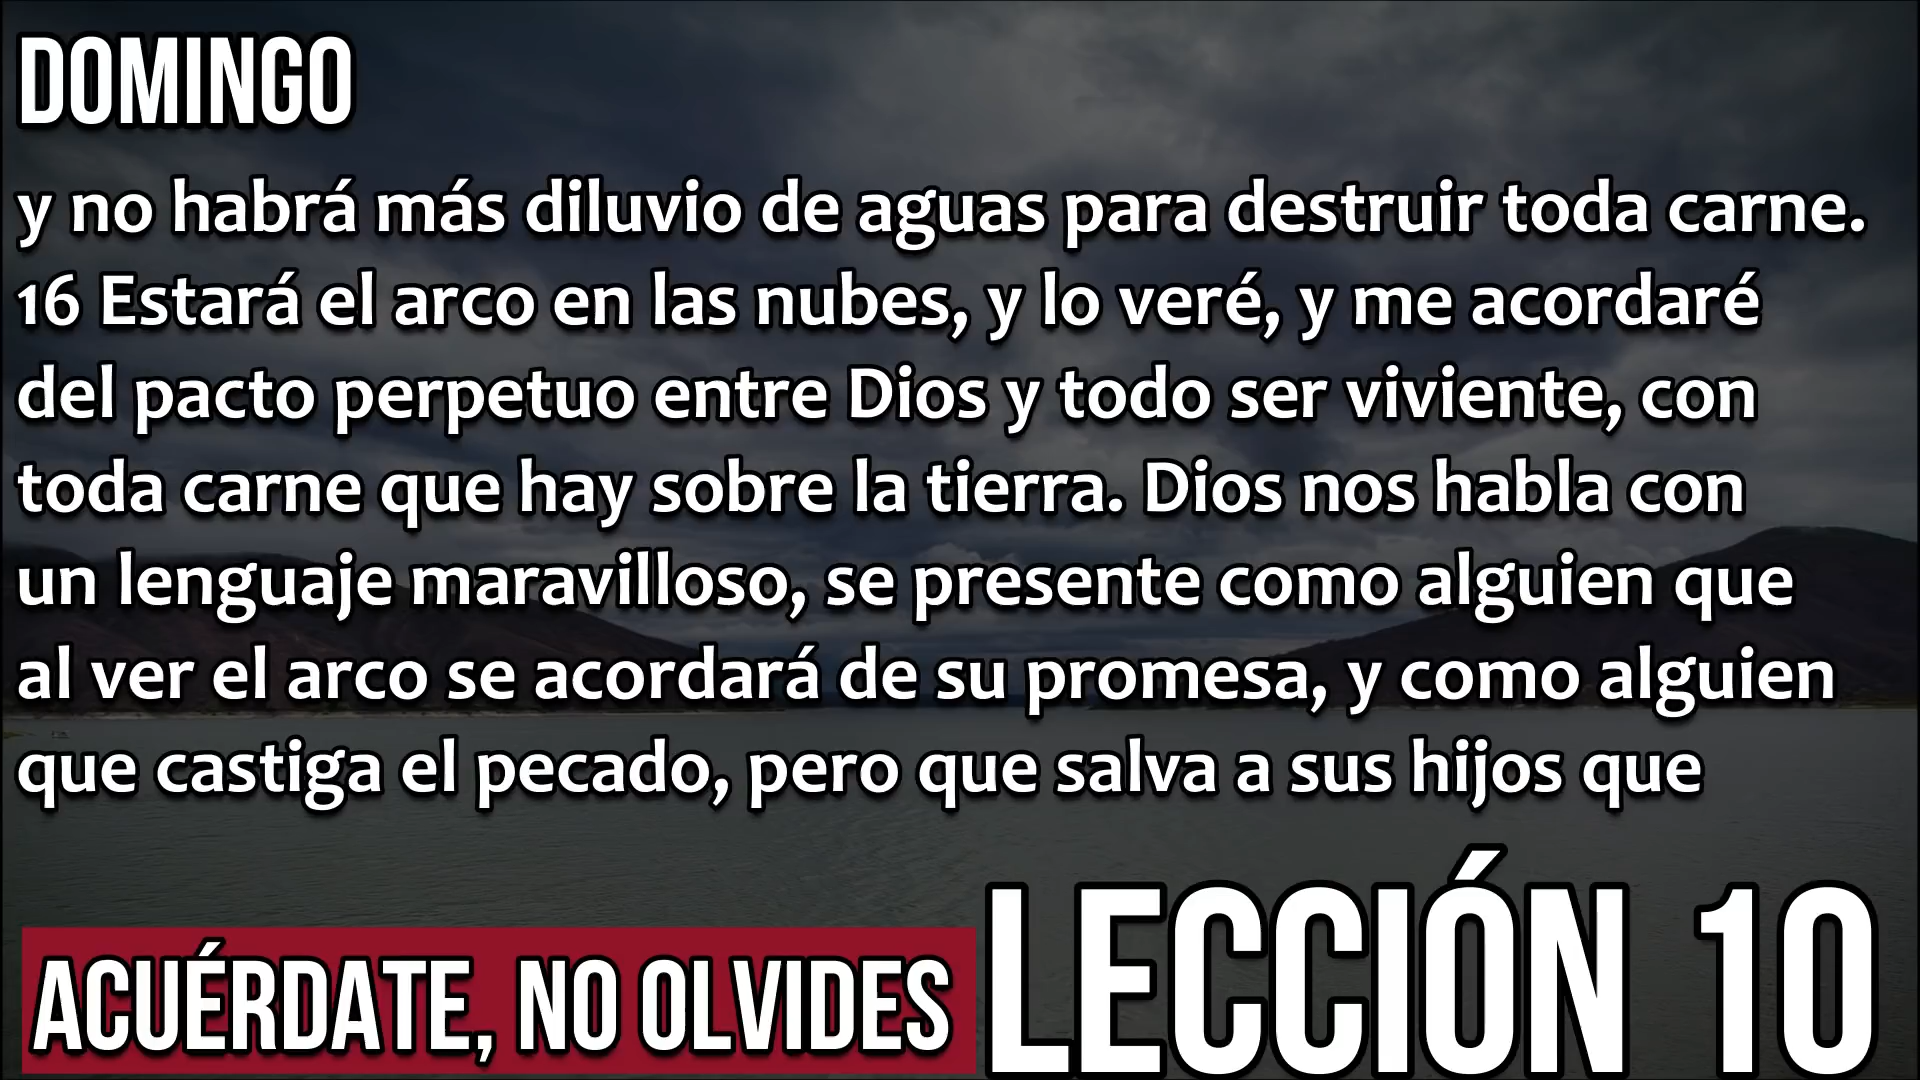 DOMINGO
y no habrá más diluvio de aguas para destruir toda carne.
16 Estará el arco en las nubes, y lo veré, y me acordaré
del pacto perpetuo entre Dios y todo ser viviente, con
toda carne que hay sobre la tierra. Dios nos habla con
un lenguaje maravilloso, se presente como alguien que
al ver el arco se acordará de su promesa, y como alguien
que castiga el pecado, pero que salva a sus hijos que
ACUÉRDATE, NO OLVIDES
LECCIÓN 10